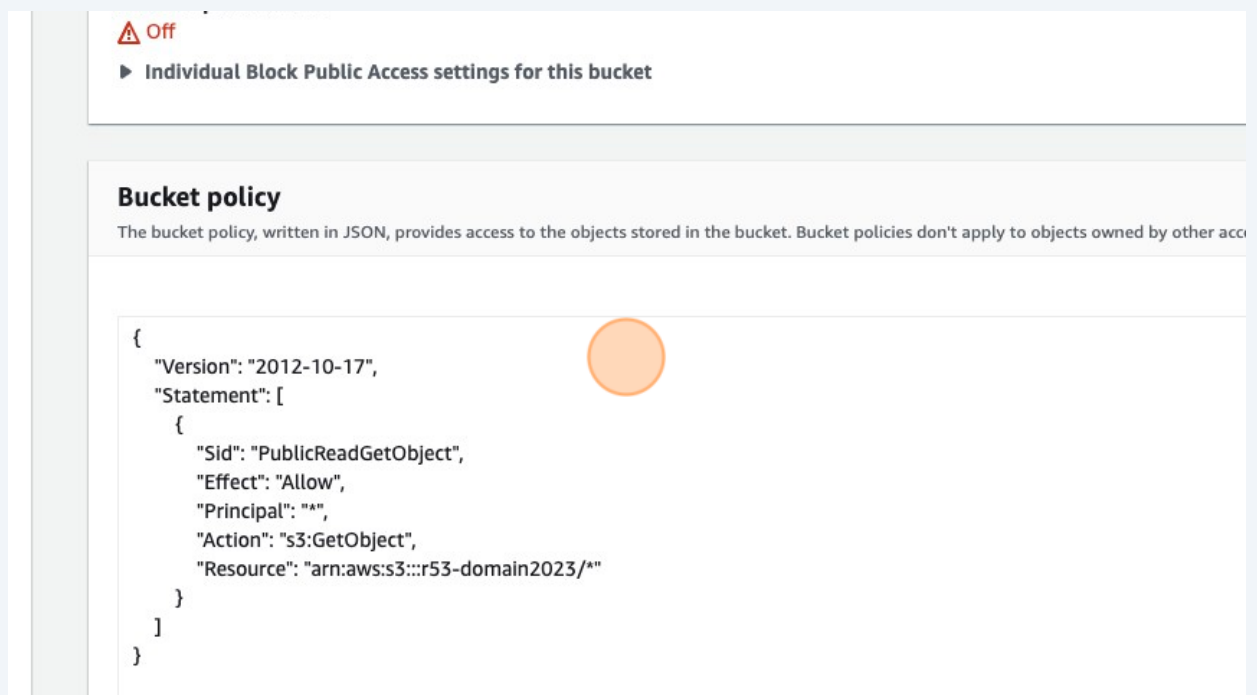 Off
Individual Block Public Access settings for this bucket
Bucket policy
The bucket policy, written in JSON, provides access to the objects stored in the bucket. Bucket policies don't apply to objects owned by other
{
"Version": "2012-10-17",
"Statement": [
{
"Sid": "PublicReadGetObject",
"Effect": "Allow",
"Principal": "*",
"Action": "s3:GetObject",
"Resource": "arn:aws:s3:::r53-domain2023/*"
}
]
}